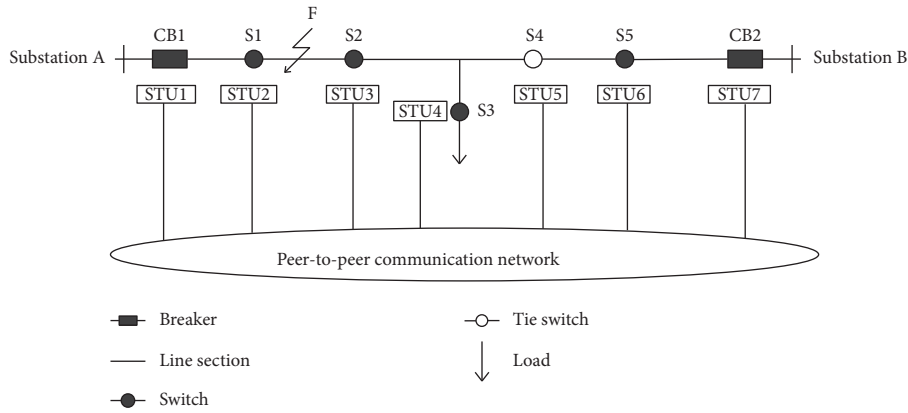 F
CB1 S1 S2 S4 S5 CB2
Substation A
Substation B
STU1 STU2 STU3 STU4 STU5 STU6 STU7
S3
Peer-to-peer communication network
Breaker
Line section
Switch
Tie switch
Load